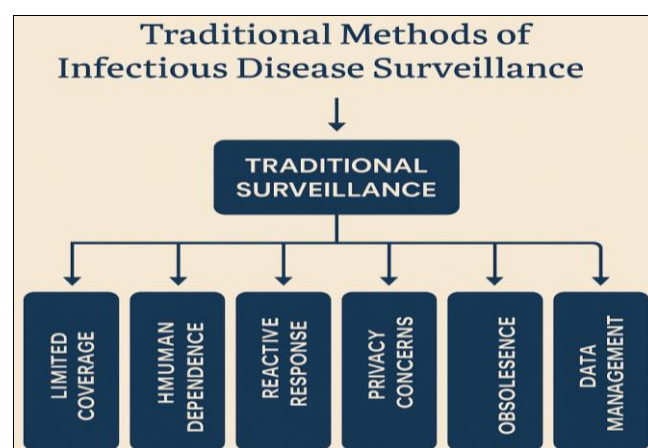 Traditional Methods of
Infectious Disease Surveillance
TRADITIONAL
SURVEILLANCE
LIMITED
COVERAGE
HMUMAN
DEPENDENCE
REACTIVE
RESPONSE
PRIVACY
CONCERNS
OBSOLESENCE
DATA
MANAGEMENT